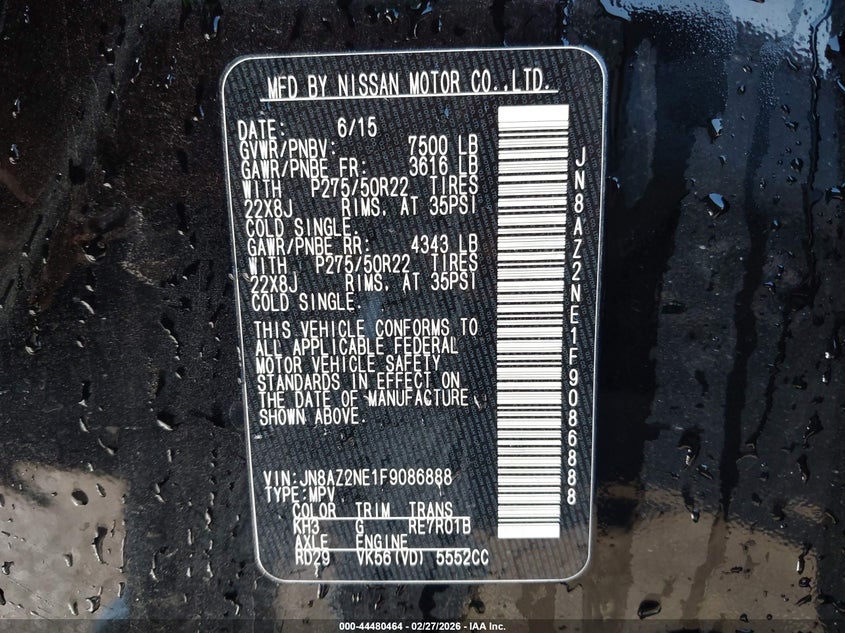 MFD BY NISSAN MOTOR CO.,LTD.
DATE: 6/15
GVWR/PNBV: 7500 LB
GAWR/PNBE FR: 3616 LB
WITH P275/50R22 TIRES
22X8J RIMS. AT 35PSI
COLD SINGLE.
GAWR/PNBE RR: 4343 LB
WITH P275/50R22 TIRES
22X8J RIMS. AT 35PSI
COLD SINGLE.
THIS VEHICLE CONFORMS TO
ALL APPLICABLE FEDERAL
MOTOR VEHICLE SAFETY
STANDARDS IN EFFECT ON
THE DATE OF MANUFACTURE
SHOWN ABOVE.
VIN:JN8AZ2NE1F9086888
TYPE:MPV
COLOR TRIM TRANS
KH3 G RE7R01B
AXLE ENGINE
RD29 VK56(VD) 5552CC
JN8AZ2NE1F9086888
000-44480464 - 02/27/2026 - IAA Inc.